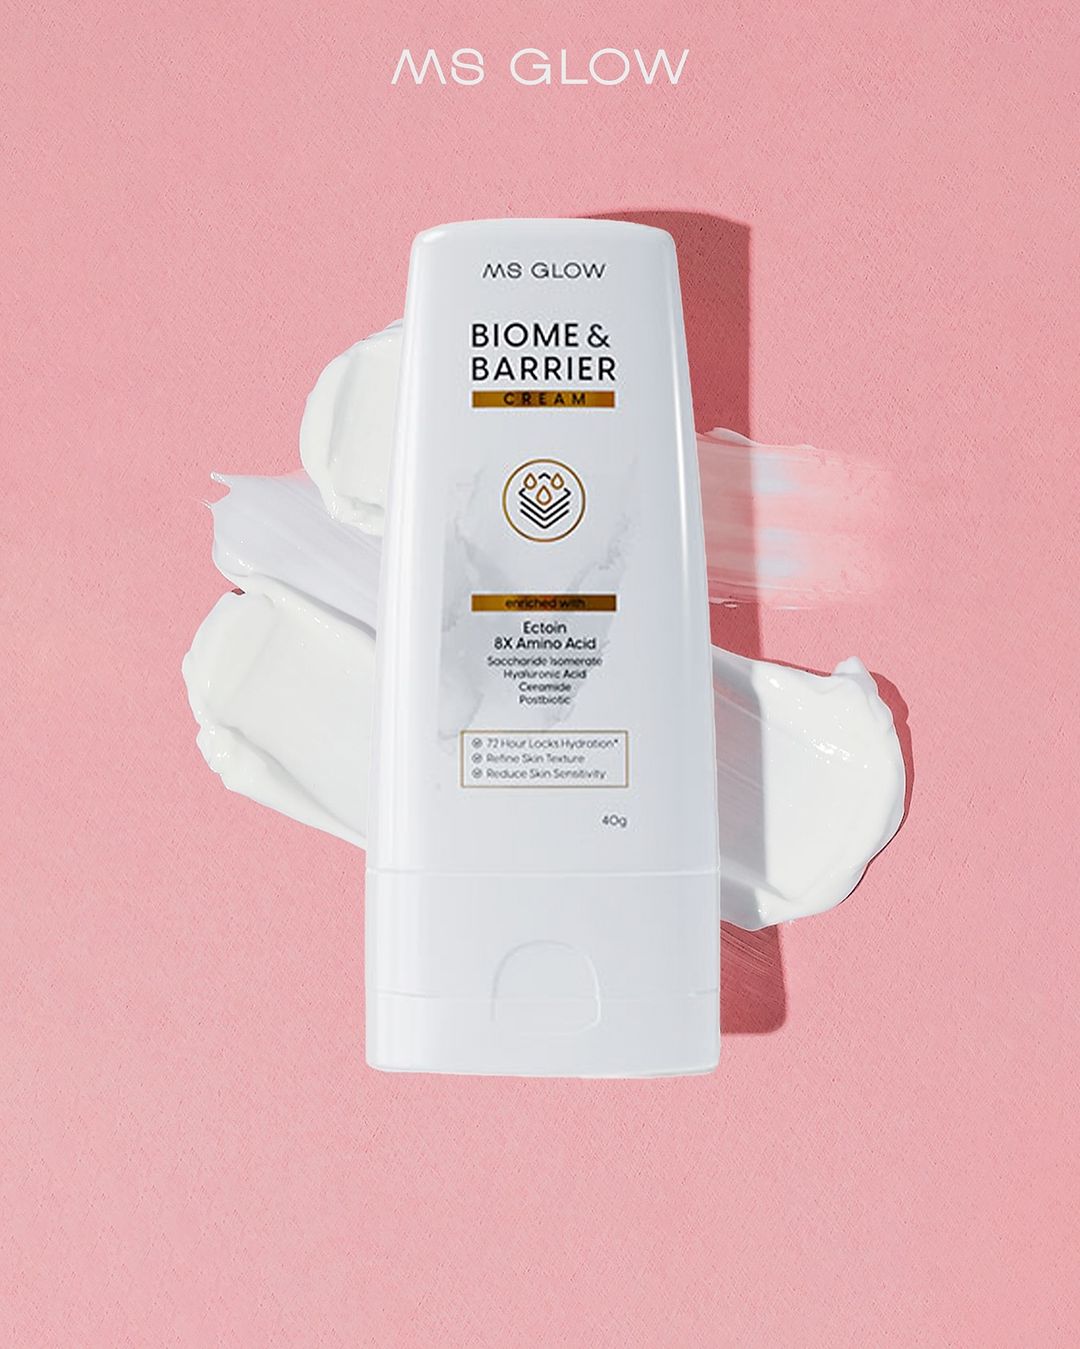 MS GLOW
MS GLOW
BIOME &
BARRIER
CREAM
enriched with
Ectoin
8X Amino Acid
Saccharide Isomerate
Hyaluronic Acid
Ceramide
Postbiotic
72 Hour Locks Hydration*
Refine Skin Texture
Reduce Skin Sensitivity
40g